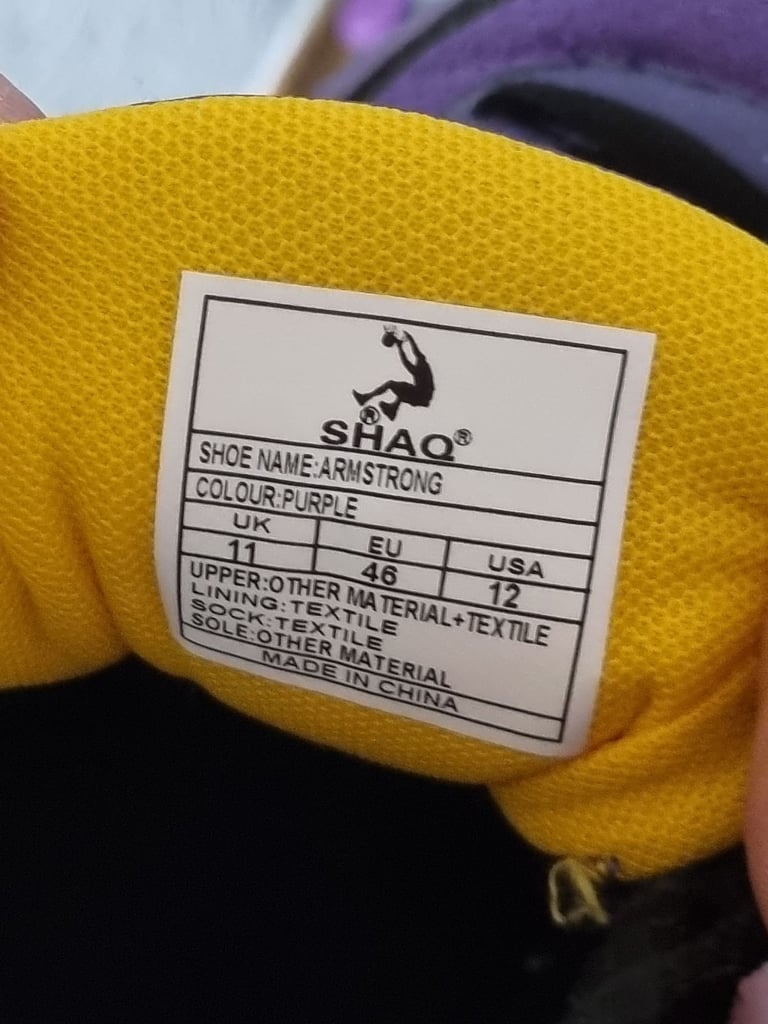 ®
SHAQ®
SHOE NAME:ARMSTRONG
COLOUR:PURPLE
UK EU USA
11 46 12
UPPER:OTHER MATERIAL+TEXTILE
LINING:TEXTILE
SOCK:TEXTILE
SOLE:OTHER MATERIAL
MADE IN CHINA